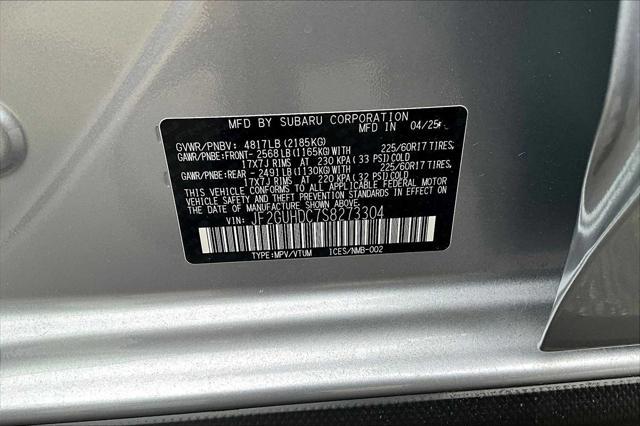 MFD BY SUBARU CORPORATION
MFD IN 04/25
GVWR/PNBV: 4817LB(2185KG)
GAWR/PNBE:FRONT- 2568LB(1165KG)WITH 225/60R17 TIRES,
17X7J RIMS AT 230 KPA(33 PSI)COLD
GAWR/PNBE:REAR -2491LB(1130KG)WITH 225/60R17 TIRES,
17X7J RIMS AT 220 KPA(32 PSI)COLD
THIS VEHICLE CONFORMS TO ALL APPLICABLE FEDERAL MOTOR
VEHICLE SAFETY AND THEFT PREVENTION STANDARDS IN EFFECT
ON THE DATE OF MANUFACTURE SHOWN ABOVE.
VIN: JF2GUHDC7S8273304
TYPE:MPV/VTUM ICES/NMB-002